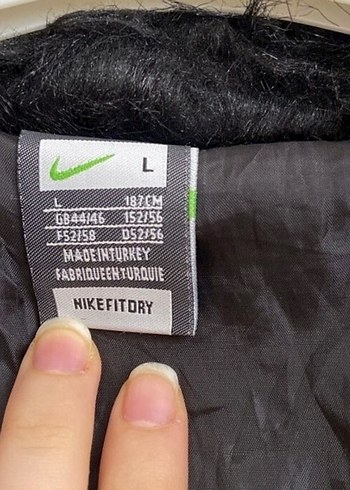 L
L 187CM
GB44/46 152/56
F52/58 D52/56
MADEINTURKEY
FABRIQUEENTURQUIE
NIKEFITDRY